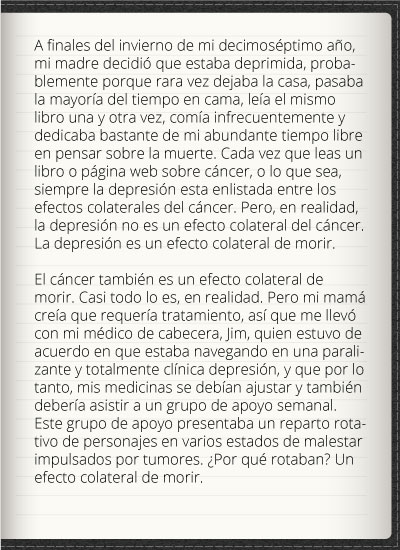 A finales del invierno de mi decimoséptimo año,
mi madre decidió que estaba deprimida, proba-
blemente porque rara vez dejaba la casa, pasaba
la mayoría del tiempo en cama, leía el mismo
libro una y otra vez, comía infrecuentemente y
dedicaba bastante de mi abundante tiempo libre
en pensar sobre la muerte. Cada vez que leas un
libro o página web sobre cáncer, o lo que sea,
siempre la depresión esta enlistada entre los
efectos colaterales del cáncer. Pero, en realidad,
la depresión no es un efecto colateral del cáncer.
La depresión es un efecto colateral de morir.
El cáncer también es un efecto colateral de
morir. Casi todo lo es, en realidad. Pero mi mamá
creía que requería tratamiento, así que me llevó
con mi médico de cabecera, Jim, quien estuvo de
acuerdo en que estaba navegando en una parali-
zante y totalmente clínica depresión, y que por lo
tanto, mis medicinas se debían ajustar y también
debería asistir a un grupo de apoyo semanal.
Este grupo de apoyo presentaba un reparto rota-
tivo de personajes en varios estados de malestar
impulsados por tumores. ¿Por qué rotaban? Un
efecto colateral de morir.